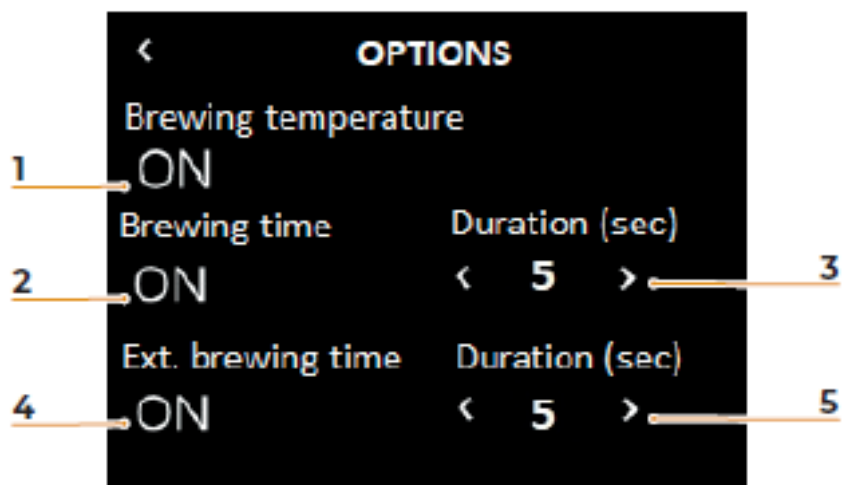 < OPTIONS
Brewing temperature
1 ON
Brewing time Duration (sec)
2 ON < 5 > 3
Ext. brewing time Duration (sec)
4 ON < 5 > 5